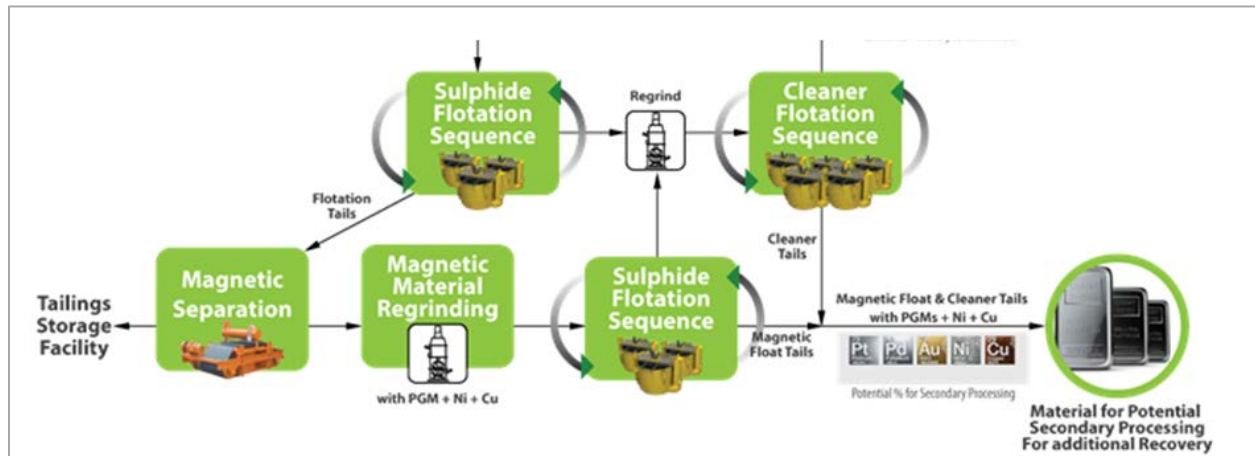 Sulphide
Flotation
Sequence
Regrind
Cleaner
Flotation
Sequence
Flotation
Tails
Cleaner
Tails
Tailings
Storage
Facility
Magnetic
Separation
Magnetic
Material
Regrinding
with PGM + Ni + Cu
Sulphide
Flotation
Sequence
Magnetic
Float Tails
Magnetic Float & Cleaner Tails
with PGMs + Ni + Cu
Pt Pd Au Ni Cu
Potential % for Secondary Processing
Material for Potential
Secondary Processing
For additional Recovery